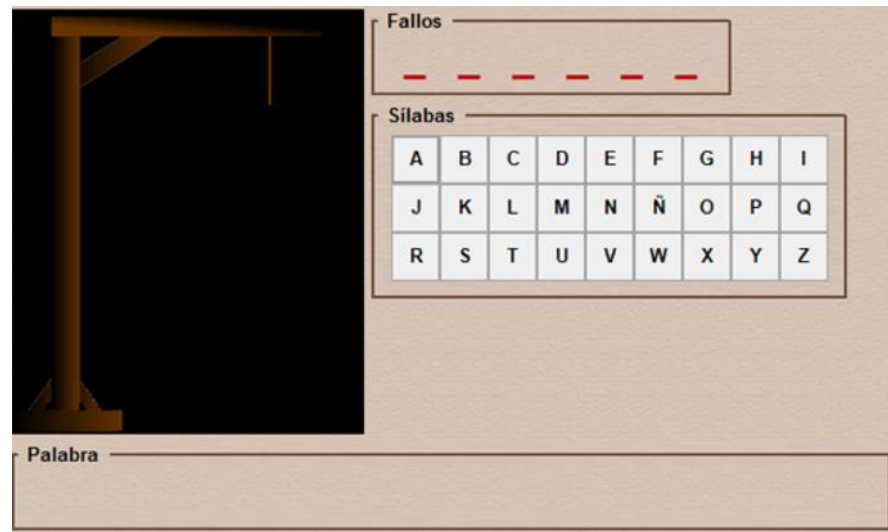 Fallos
_ _ _ _ _ _
Sílabas
A B C D E F G H I
J K L M N Ñ O P Q
R S T U V W X Y Z
Palabra